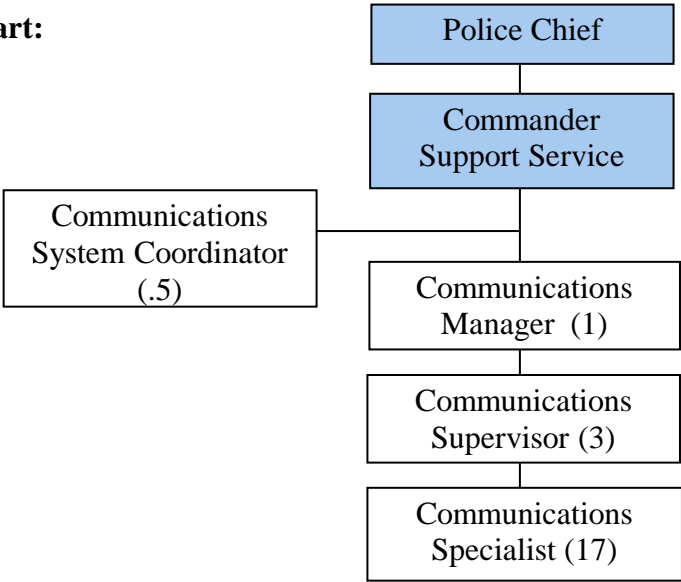 art:
Police Chief
Commander
Support Service
Communications
System Coordinator
(.5)
Communications
Manager (1)
Communications
Supervisor (3)
Communications
Specialist (17)